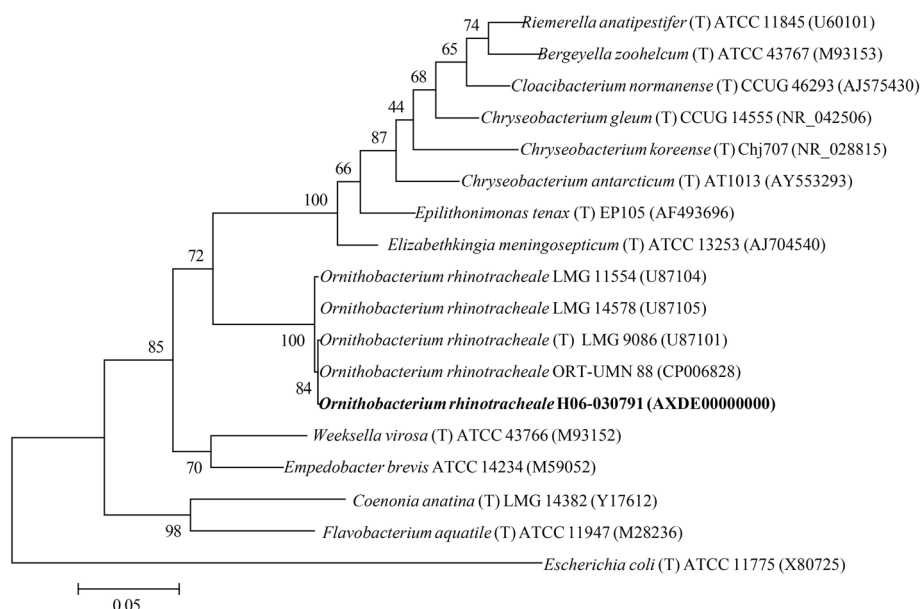 74
Riemerella anatipestifer (T) ATCC 11845 (U60101)
65
Bergeyella zoohelcum (T) ATCC 43767 (M93153)
68
Cloacibacterium normanense (T) CCUG 46293 (AJ575430)
44
Chryseobacterium gleum (T) CCUG 14555 (NR_042506)
87
Chryseobacterium koreense (T) Chj707 (NR_028815)
66
Chryseobacterium antarcticum (T) AT1013 (AY553293)
100
Epilithonimonas tenax (T) EP105 (AF493696)
Elizabethkingia meningosepticum (T) ATCC 13253 (AJ704540)
72
Ornithobacterium rhinotracheale LMG 11554 (U87104)
Ornithobacterium rhinotracheale LMG 14578 (U87105)
100
Ornithobacterium rhinotracheale (T) LMG 9086 (U87101)
85
Ornithobacterium rhinotracheale ORT-UMN 88 (CP006828)
84
Ornithobacterium rhinotracheale H06-030791 (AXDE00000000)
Weeksella virosa (T) ATCC 43766 (M93152)
70
Empedobacter brevis ATCC 14234 (M59052)
Coenonia anatina (T) LMG 14382 (Y17612)
98
Flavobacterium aquatile (T) ATCC 11947 (M28236)
Escherichia coli (T) ATCC 11775 (X80725)
0.05